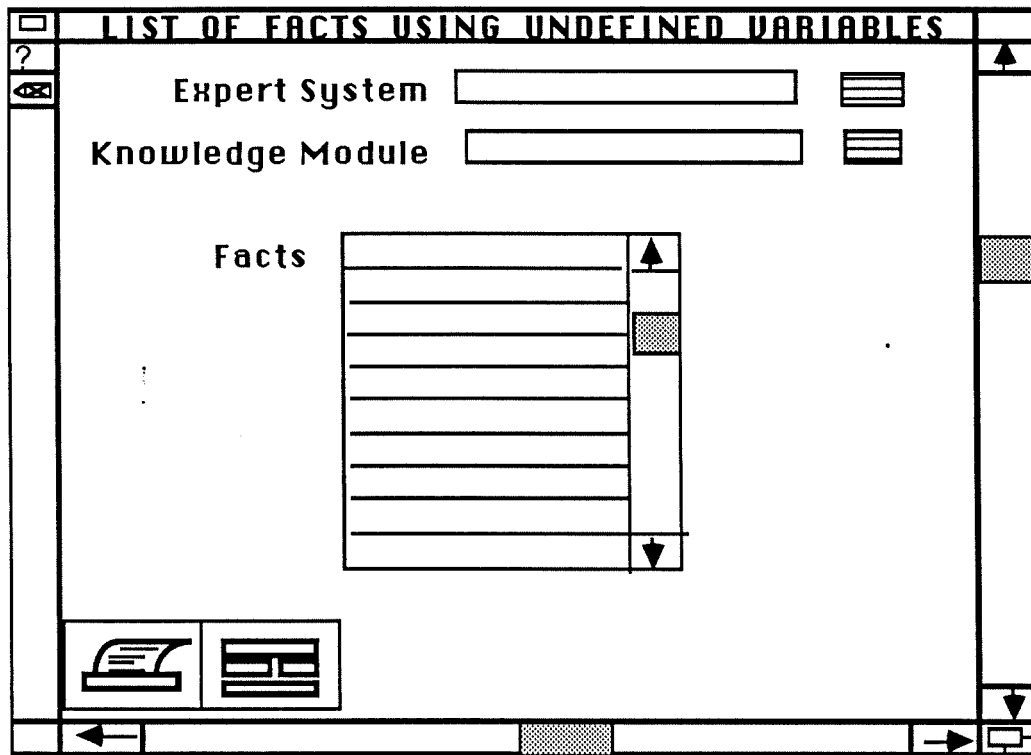 LIST OF FACTS USING UNDEFINED VARIABLES
?
Expert System
Knowledge Module
Facts